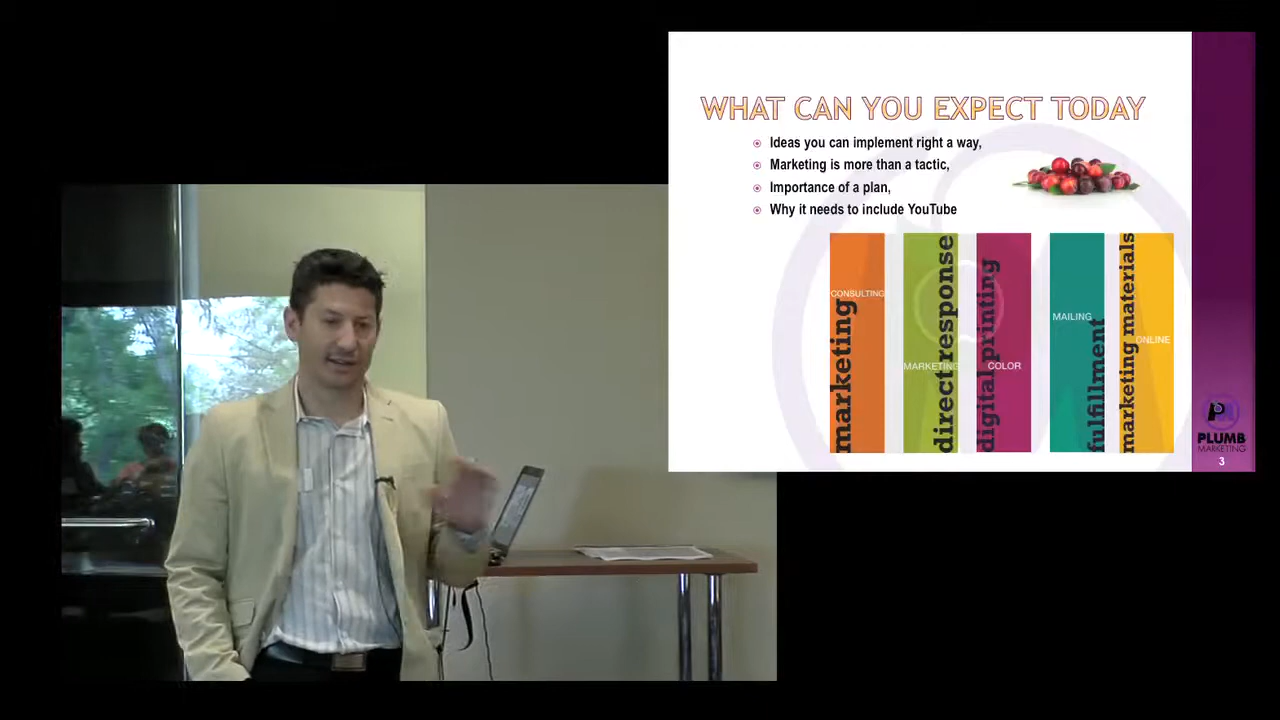 WHAT CAN YOU EXPECT TODAY
Ideas you can implement right a way,
Marketing is more than a tactic,
Importance of a plan,
Why it needs to include YouTube
CONSULTING
marketing
MARKETING
direct response
COLOR
digital printing
MAILING
fulfillment
ONLINE
marketing materials
PLUMB
MARKETING
3